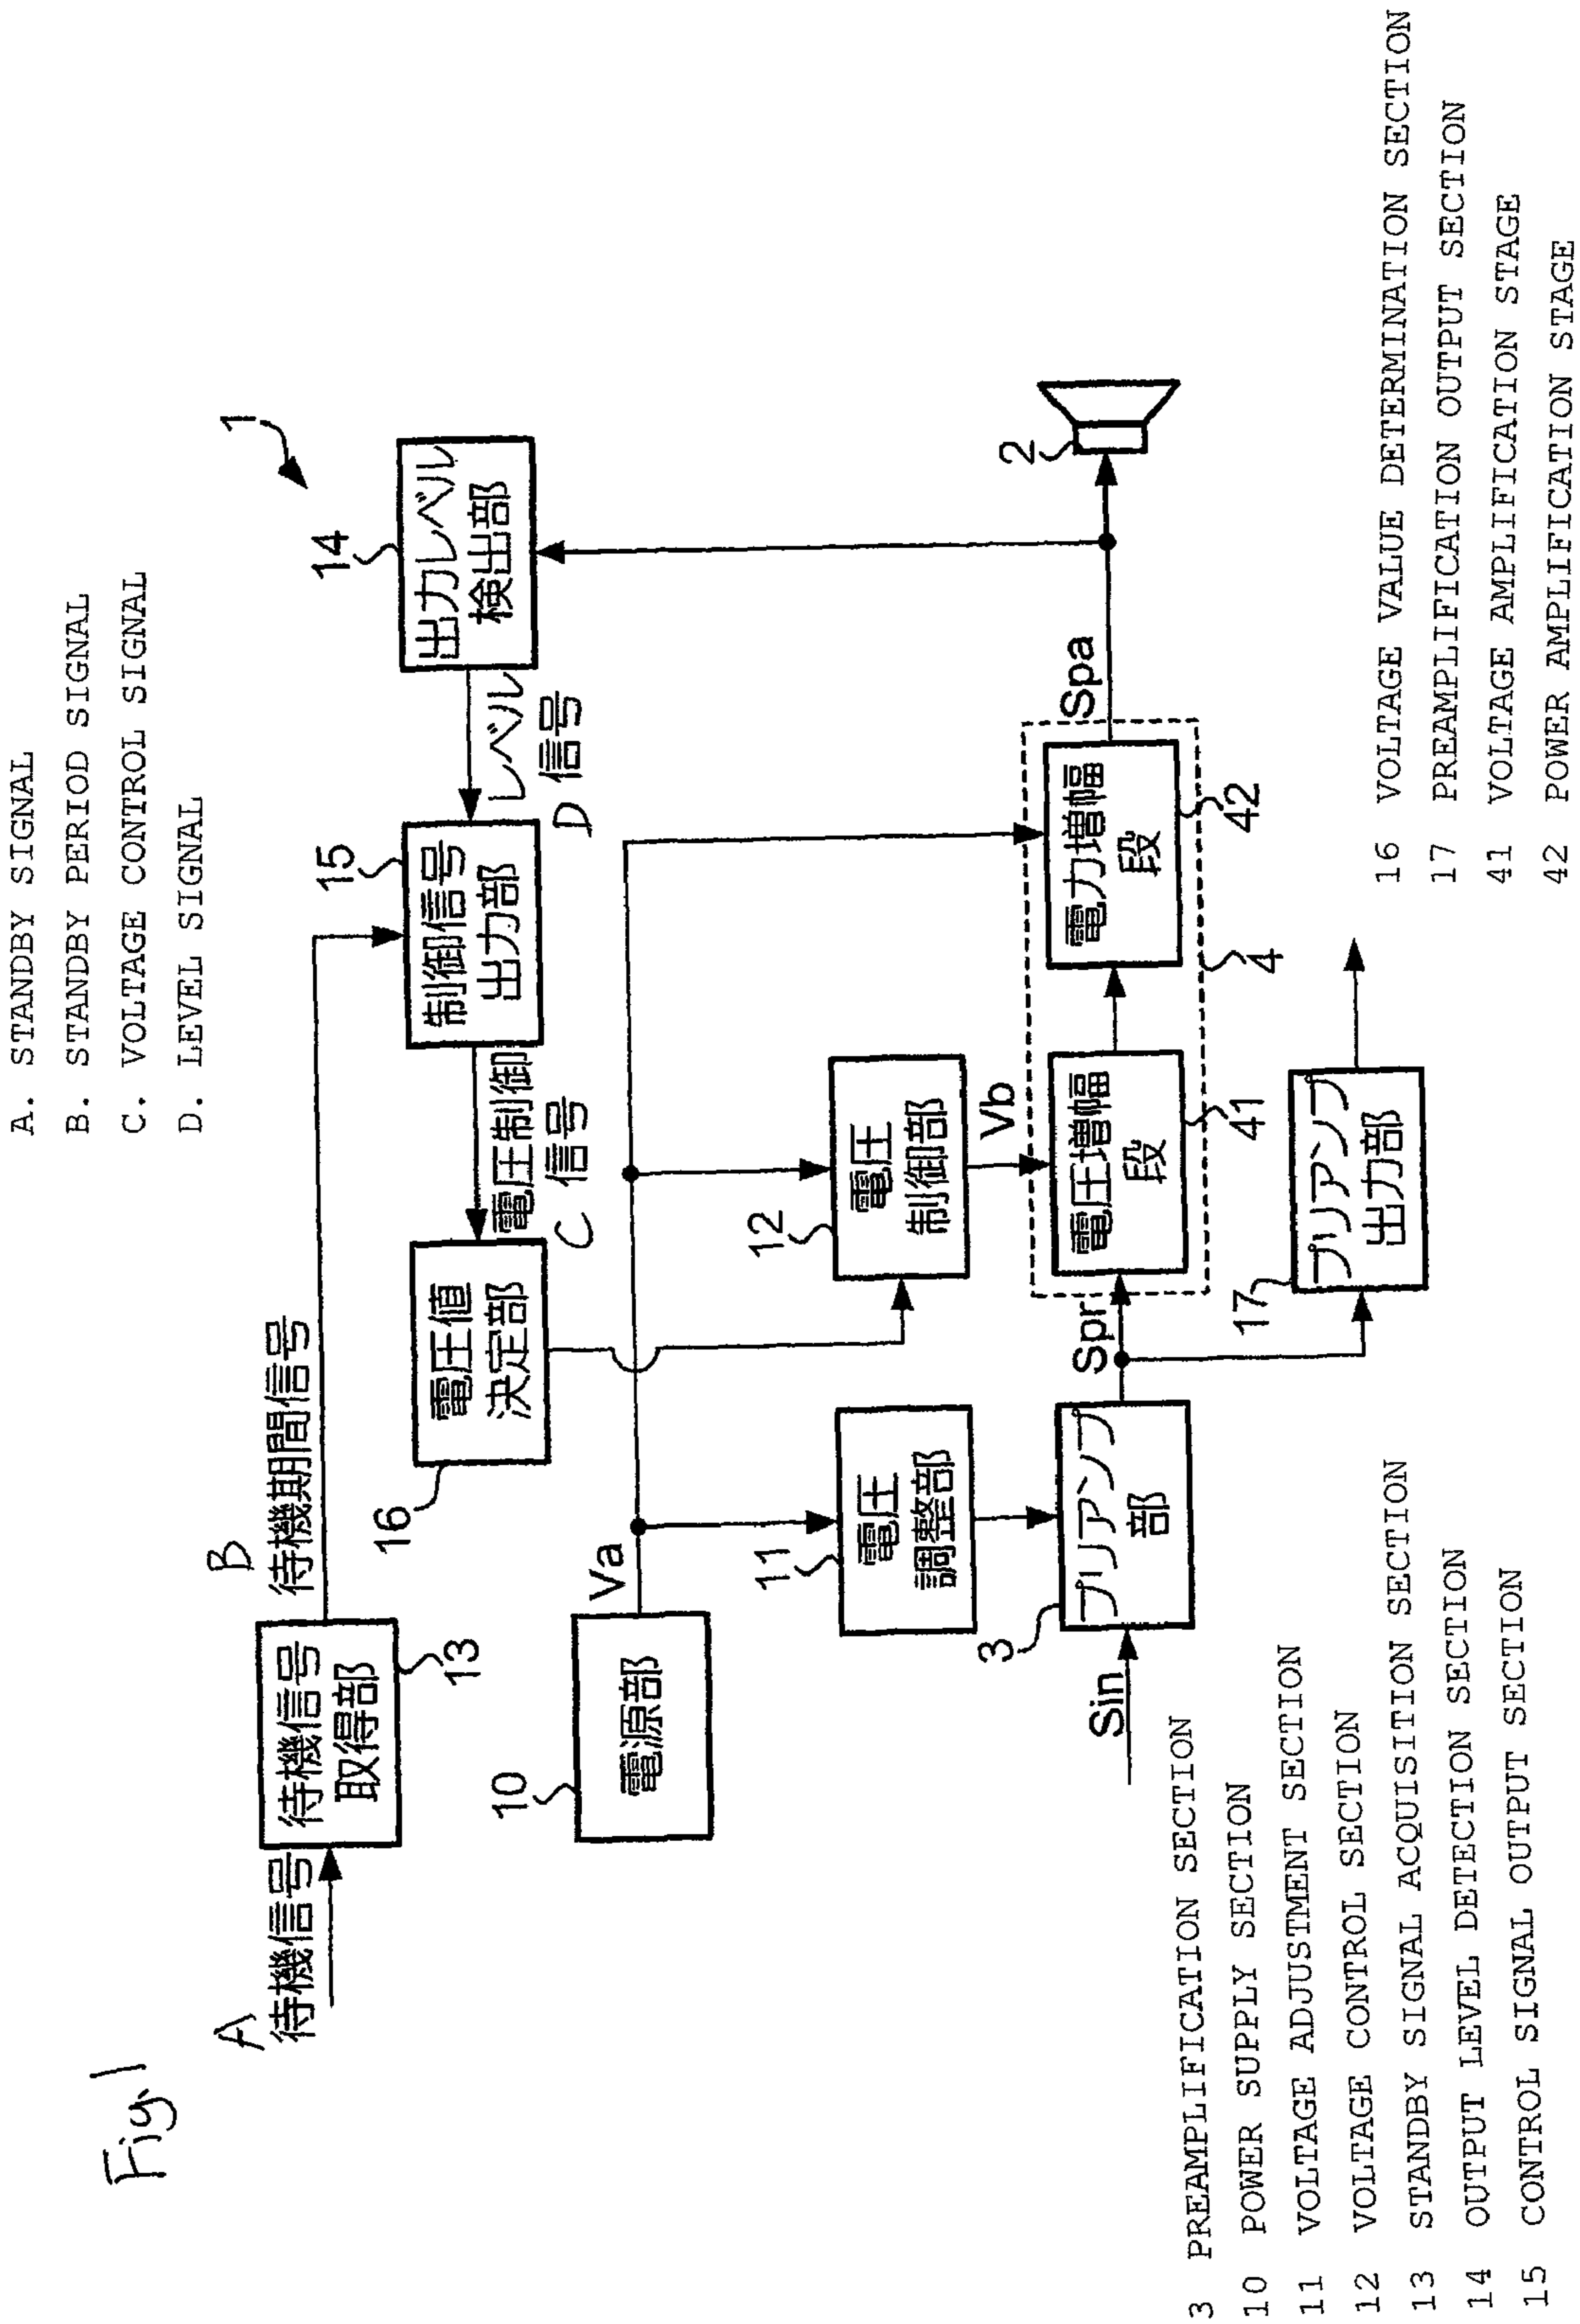 Fig.1
A. STANDBY SIGNAL
B. STANDBY PERIOD SIGNAL
C. VOLTAGE CONTROL SIGNAL
D. LEVEL SIGNAL
1
A
待機信号
待機信号
取得部
13
B
待機期間信号
15
制御信号
出力部
14
出力レベル
検出部
レベル
信号
D
電圧制御
信号
C
16
電圧値
決定部
10
電源部
Va
11
電圧
調整部
12
電圧
制御部
Vb
Sin
3
プリアンプ
部
Spr
電圧増幅
段
41
電力増幅
段
42
4
Spa
2
17
プリアンプ
出力部
3 PREAMPLIFICATION SECTION
10 POWER SUPPLY SECTION
11 VOLTAGE ADJUSTMENT SECTION
12 VOLTAGE CONTROL SECTION
13 STANDBY SIGNAL ACQUISITION SECTION
14 OUTPUT LEVEL DETECTION SECTION
15 CONTROL SIGNAL OUTPUT SECTION
16 VOLTAGE VALUE DETERMINATION SECTION
17 PREAMPLIFICATION OUTPUT SECTION
41 VOLTAGE AMPLIFICATION STAGE
42 POWER AMPLIFICATION STAGE